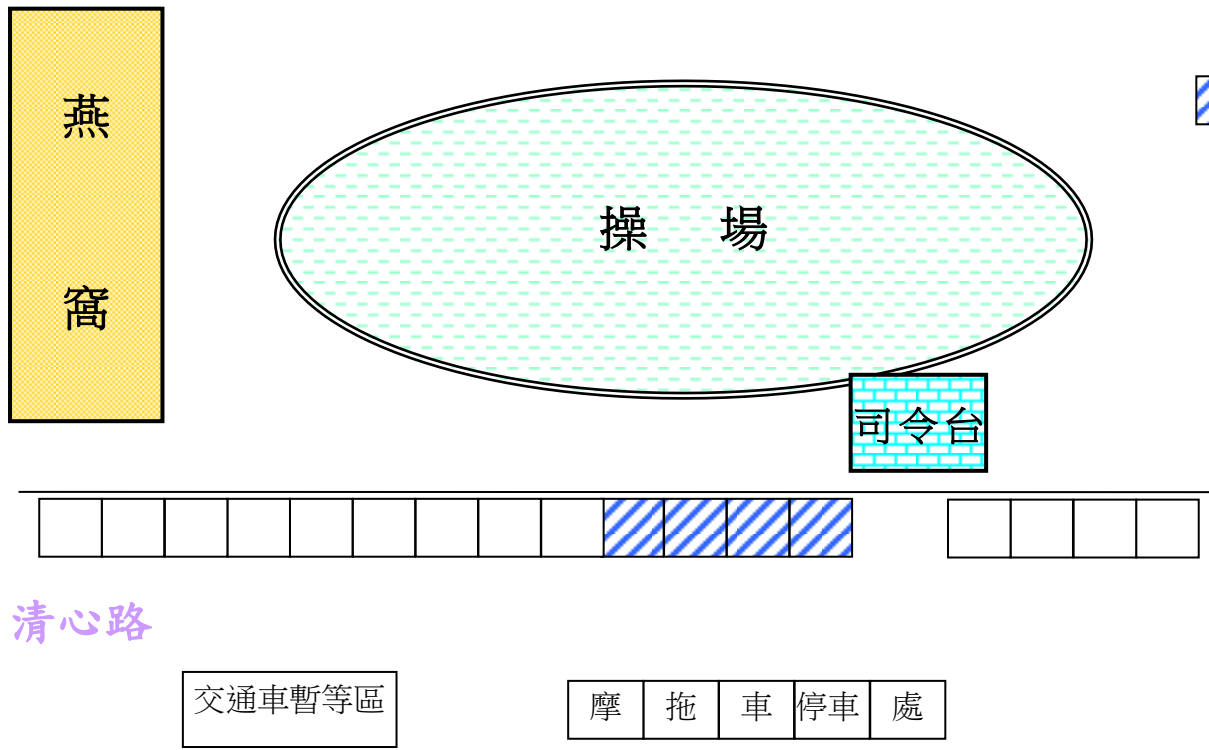 燕
窩
操 場
司令台
清心路
交通車暫等區
摩 拖 車 停車 處